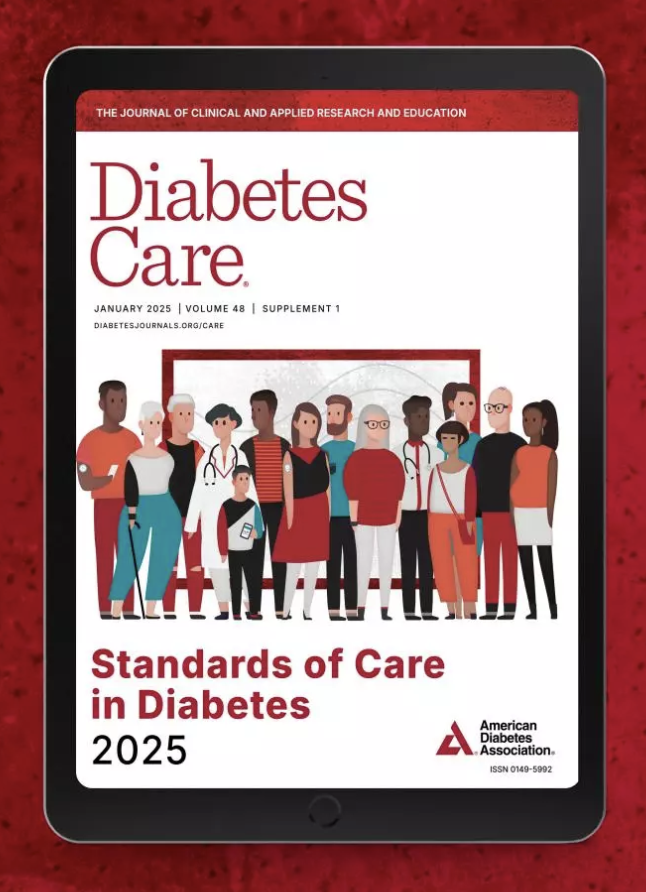 THE JOURNAL OF CLINICAL AND APPLIED RESEARCH AND EDUCATION
Diabetes
Care®
JANUARY 2025 | VOLUME 48 | SUPPLEMENT 1
DIABETESJOURNALS.ORG/CARE
Standards of Care
in Diabetes
2025
American
Diabetes
Association®
ISSN 0149-5992